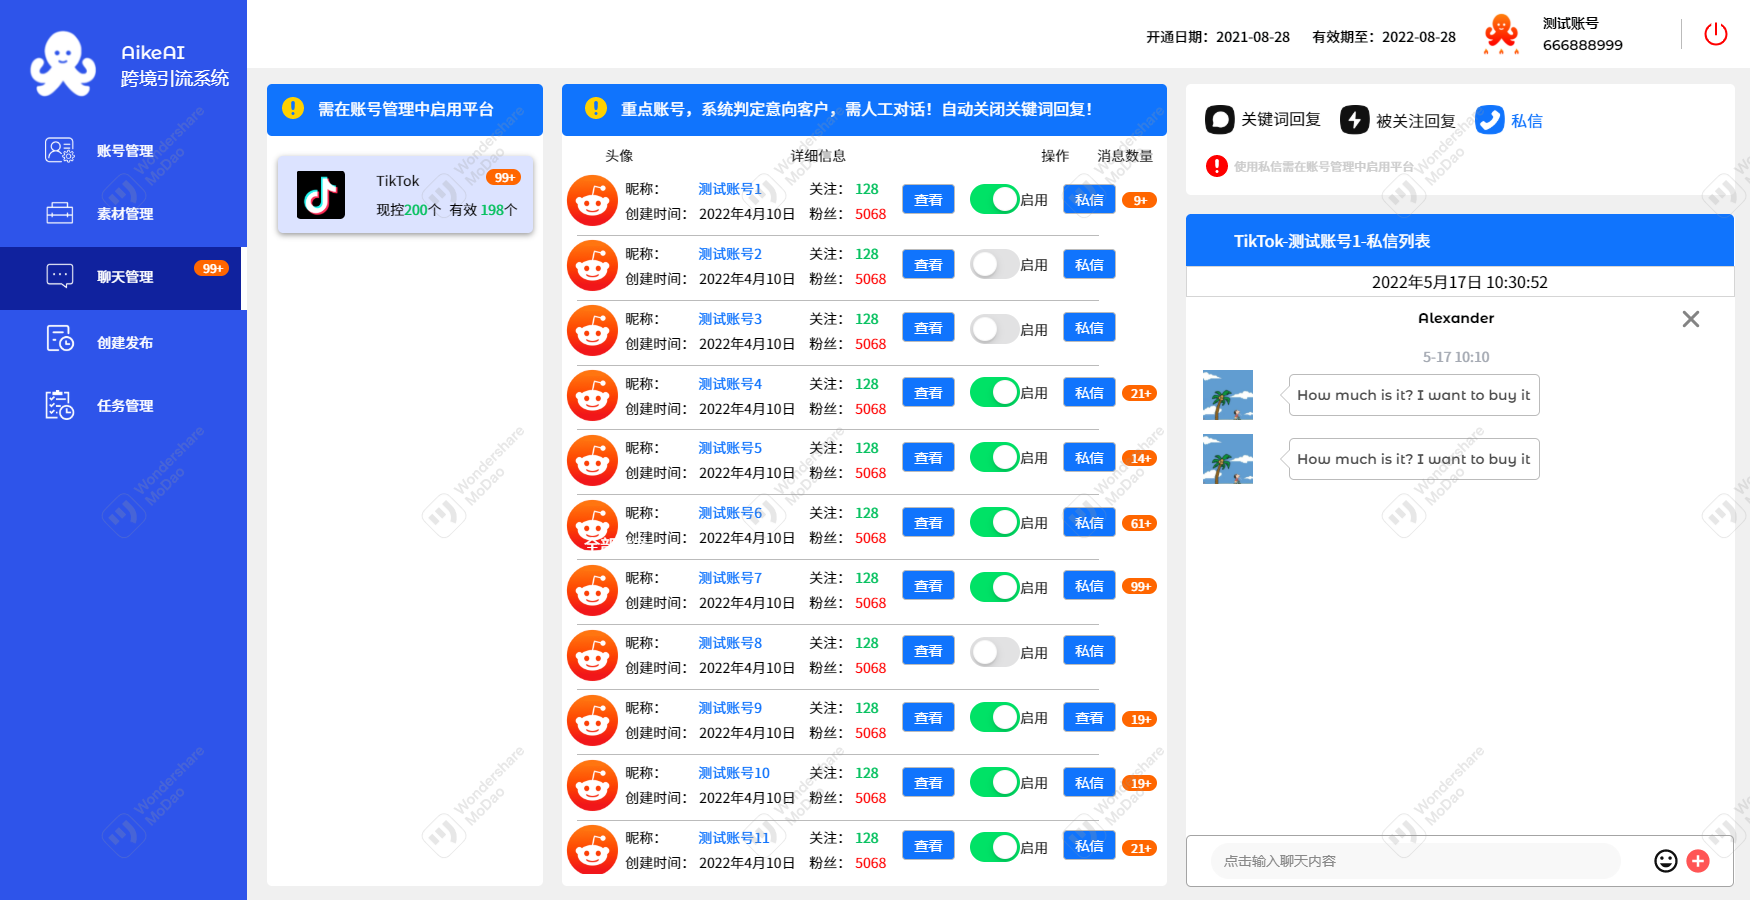 AikeAI
跨境引流系统
账号管理
素材管理
聊天管理
99+
创建发布
任务管理
开通日期：2021-08-28 有效期至：2022-08-28
测试账号
666888999
需在账号管理中启用平台
TikTok
99+
现控200个 有效 198个
重点账号，系统判定意向客户，需人工对话！自动关闭关键词回复！
头像 详细信息 操作 消息数量
昵称： 测试账号1 关注： 128 查看 启用 私信 9+
创建时间： 2022年4月10日 粉丝： 5068
昵称： 测试账号2 关注： 128 查看 启用 私信
创建时间： 2022年4月10日 粉丝： 5068
昵称： 测试账号3 关注： 128 查看 启用 私信
创建时间： 2022年4月10日 粉丝： 5068
昵称： 测试账号4 关注： 128 查看 启用 私信 21+
创建时间： 2022年4月10日 粉丝： 5068
昵称： 测试账号5 关注： 128 查看 启用 私信 14+
创建时间： 2022年4月10日 粉丝： 5068
昵称： 测试账号6 关注： 128 查看 启用 私信 61+
创建时间： 2022年4月10日 粉丝： 5068
昵称： 测试账号7 关注： 128 查看 启用 私信 99+
创建时间： 2022年4月10日 粉丝： 5068
昵称： 测试账号8 关注： 128 查看 启用 私信
创建时间： 2022年4月10日 粉丝： 5068
昵称： 测试账号9 关注： 128 查看 启用 查看 19+
创建时间： 2022年4月10日 粉丝： 5068
昵称： 测试账号10 关注： 128 查看 启用 私信 19+
创建时间： 2022年4月10日 粉丝： 5068
昵称： 测试账号11 关注： 128 查看 启用 私信 21+
创建时间： 2022年4月10日 粉丝： 5068
关键词回复 被关注回复 私信
使用私信需在账号管理中启用平台
TikTok-测试账号1-私信列表
2022年5月17日 10:30:52
Alexander
5-17 10:10
How much is it? I want to buy it
How much is it? I want to buy it
点击输入聊天内容
Wondershare
MoDao